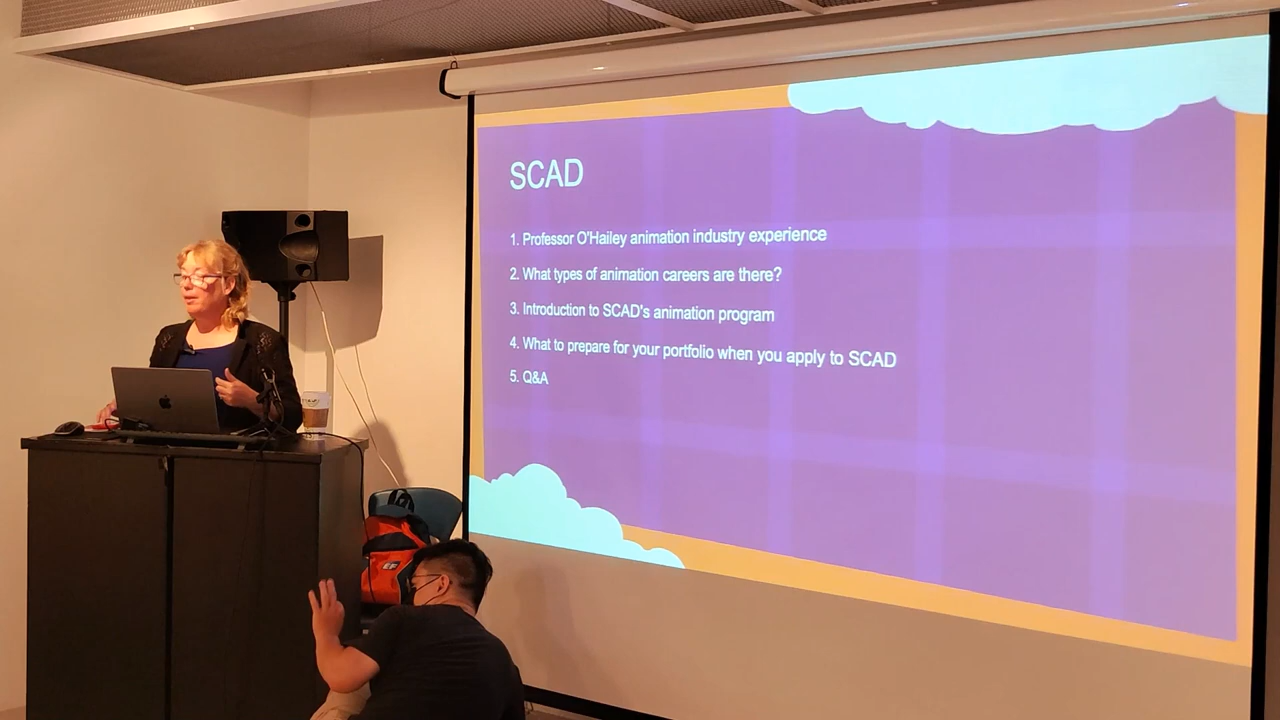 SCAD
1. Professor O'Hailey animation industry experience
2. What types of animation careers are there?
3. Introduction to SCAD's animation program
4. What to prepare for your portfolio when you apply to SCAD
5. Q&A